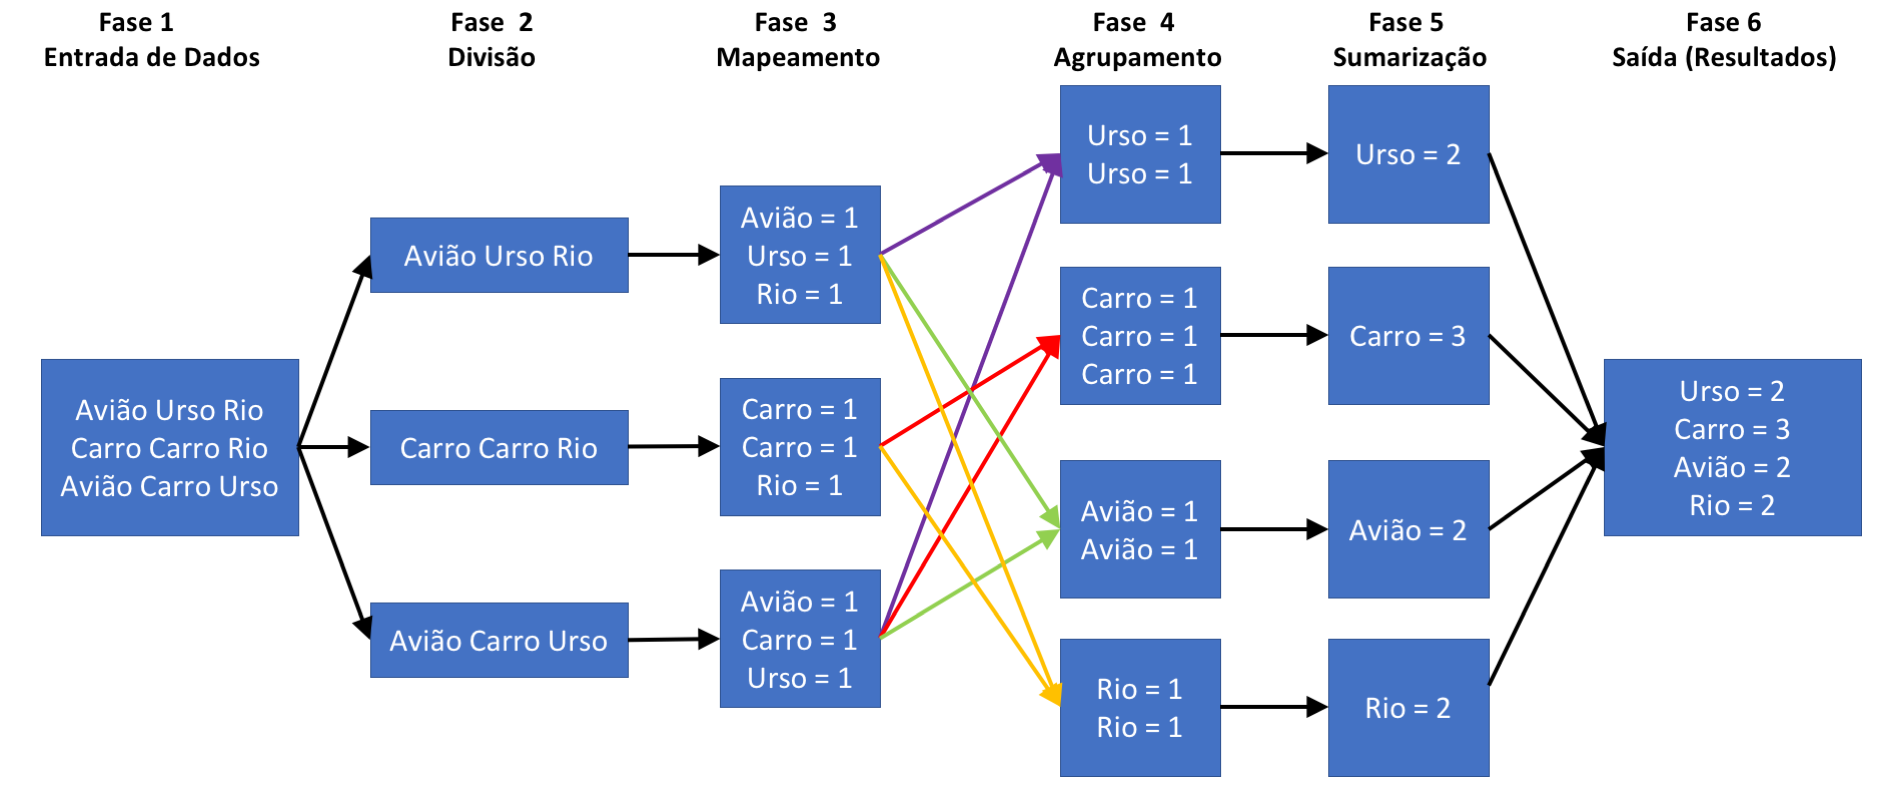 Fase 1
Entrada de Dados
Fase 2
Divisão
Fase 3
Mapeamento
Fase 4
Agrupamento
Fase 5
Sumarização
Fase 6
Saída (Resultados)
Avião Urso Rio
Carro Carro Rio
Avião Carro Urso
Avião Urso Rio
Carro Carro Rio
Avião Carro Urso
Avião = 1
Urso = 1
Rio = 1
Carro = 1
Carro = 1
Rio = 1
Avião = 1
Carro = 1
Urso = 1
Urso = 1
Urso = 1
Carro = 1
Carro = 1
Carro = 1
Avião = 1
Avião = 1
Rio = 1
Rio = 1
Urso = 2
Carro = 3
Avião = 2
Rio = 2
Urso = 2
Carro = 3
Avião = 2
Rio = 2